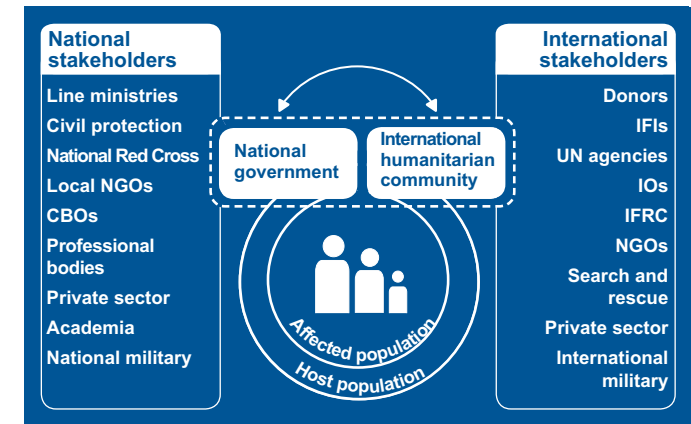 National
stakeholders
Line ministries
Civil protection
National Red Cross
Local NGOs
CBOs
Professional
bodies
Private sector
Academia
National military
National
government
International
humanitarian
community
Affected population
Host population
International
stakeholders
Donors
IFIs
UN agencies
IOs
IFRC
NGOs
Search and
rescue
Private sector
International
military